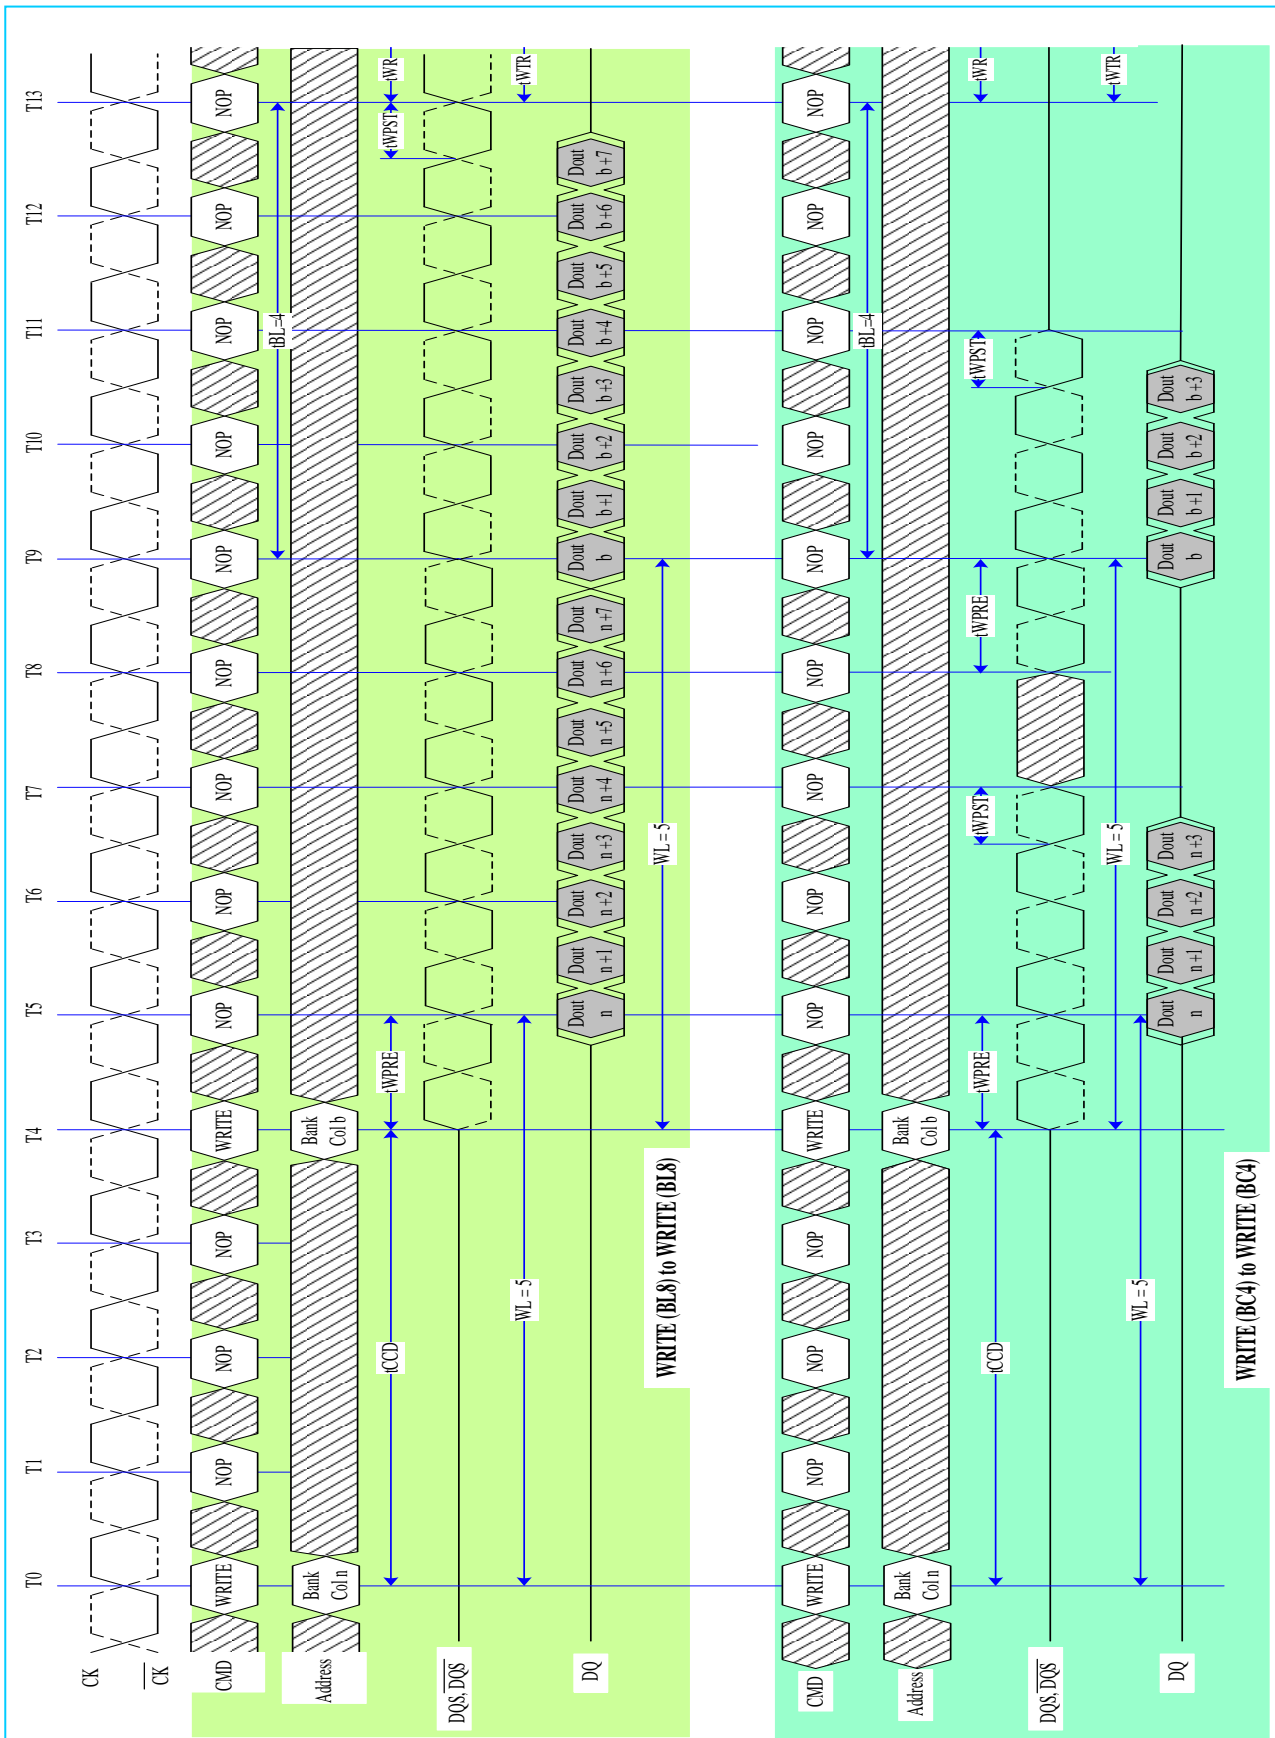 T0 T1 T2 T3 T4 T5 T6 T7 T8 T9 T10 T11 T12 T13
CK
CK
CMD WRITE NOP NOP NOP WRITE NOP NOP NOP NOP NOP NOP NOP NOP NOP
tBL=4
Address Bank Bank
Col n Col b
tCCD tWPRE tWPST tWR
DQS, DQS
WL = 5 tWTR
DQ Dout Dout Dout Dout Dout Dout Dout Dout Dout Dout Dout Dout Dout Dout Dout Dout
n n+1 n+2 n+3 n+4 n+5 n+6 n+7 b b+1 b+2 b+3 b+4 b+5 b+6 b+7
WL = 5
WRITE (BL8) to WRITE (BL8)
CMD WRITE NOP NOP NOP WRITE NOP NOP NOP NOP NOP NOP NOP NOP NOP
tBL=4
Address Bank Bank
Col n Col b
tWPST tWPRE tWPST tWR
tCCD tWPRE
DQS, DQS
WL = 5 tWTR
WL = 5
DQ Dout Dout Dout Dout Dout Dout Dout Dout
n n+1 n+2 n+3 b b+1 b+2 b+3
WRITE (BC4) to WRITE (BC4)